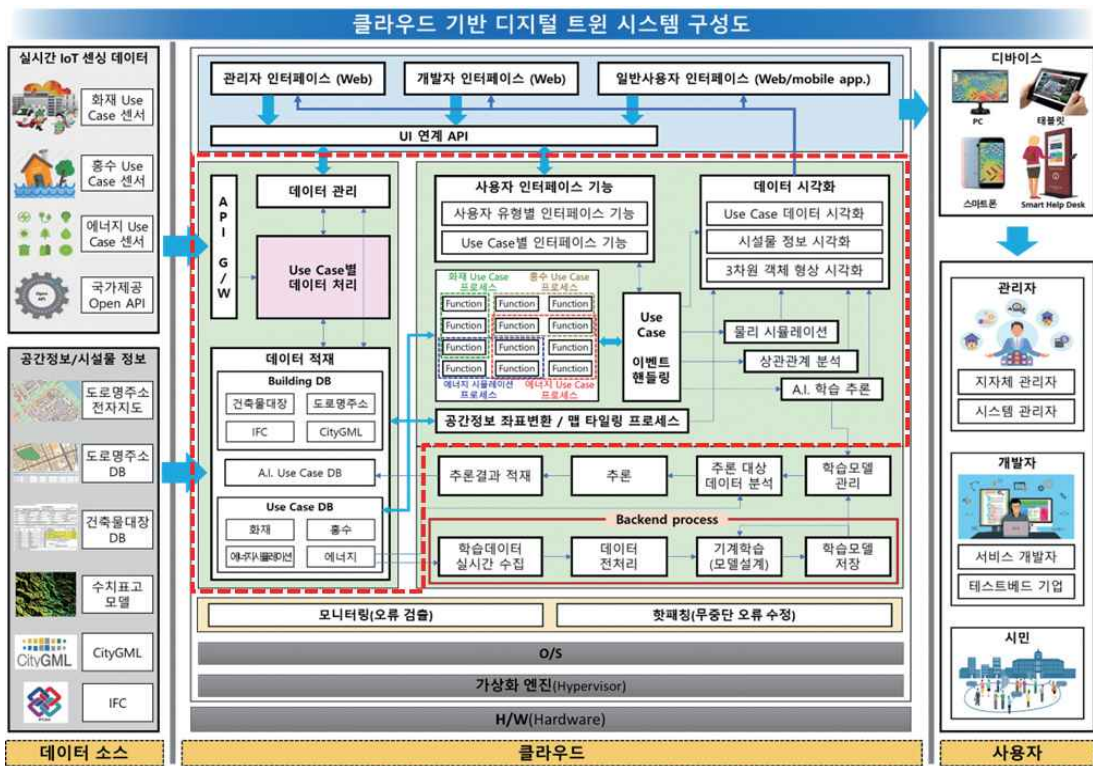 클라우드 기반 디지털 트윈 시스템 구성도
실시간 IoT 센싱 데이터
화재 Use
Case 센서
홍수 Use
Case 센서
에너지 Use
Case 센서
Open
API
국가제공
Open API
공간정보/시설물 정보
도로명주소
전자지도
도로명주소
DB
건축물대장
DB
수치표고
모델
CityGML
CityGML
IFC
데이터 소스
관리자 인터페이스 (Web)
개발자 인터페이스 (Web)
일반사용자 인터페이스 (Web/mobile app.)
UI 연계 API
API G/W
데이터 관리
Use Case별
데이터 처리
데이터 적재
Building DB
건축물대장
도로명주소
IFC
CityGML
A.I. Use Case DB
Use Case DB
화재
홍수
에너지시뮬레이션
에너지
사용자 인터페이스 기능
사용자 유형별 인터페이스 기능
Use Case별 인터페이스 기능
데이터 시각화
Use Case 데이터 시각화
시설물 정보 시각화
3차원 객체 형상 시각화
화재 Use Case
프로세스
홍수 Use Case
프로세스
Function
Function
Function
Function
Function
Function
Function
Function
Function
Function
Function
Function
에너지 시뮬레이션
프로세스
에너지 Use Case
프로세스
Use
Case
이벤트
핸들링
물리 시뮬레이션
상관관계 분석
A.I. 학습 추론
공간정보 좌표변환 / 맵 타일링 프로세스
추론결과 적재
추론
추론 대상
데이터 분석
학습모델
관리
Backend process
학습데이터
실시간 수집
데이터
전처리
기계학습
(모델설계)
학습모델
저장
모니터링(오류 검출)
핫패칭(무중단 오류 수정)
O/S
가상화 엔진(Hypervisor)
H/W(Hardware)
클라우드
디바이스
PC
태블릿
스마트폰
Smart Help Desk
관리자
지자체 관리자
시스템 관리자
개발자
서비스 개발자
테스트베드 기업
시민
사용자